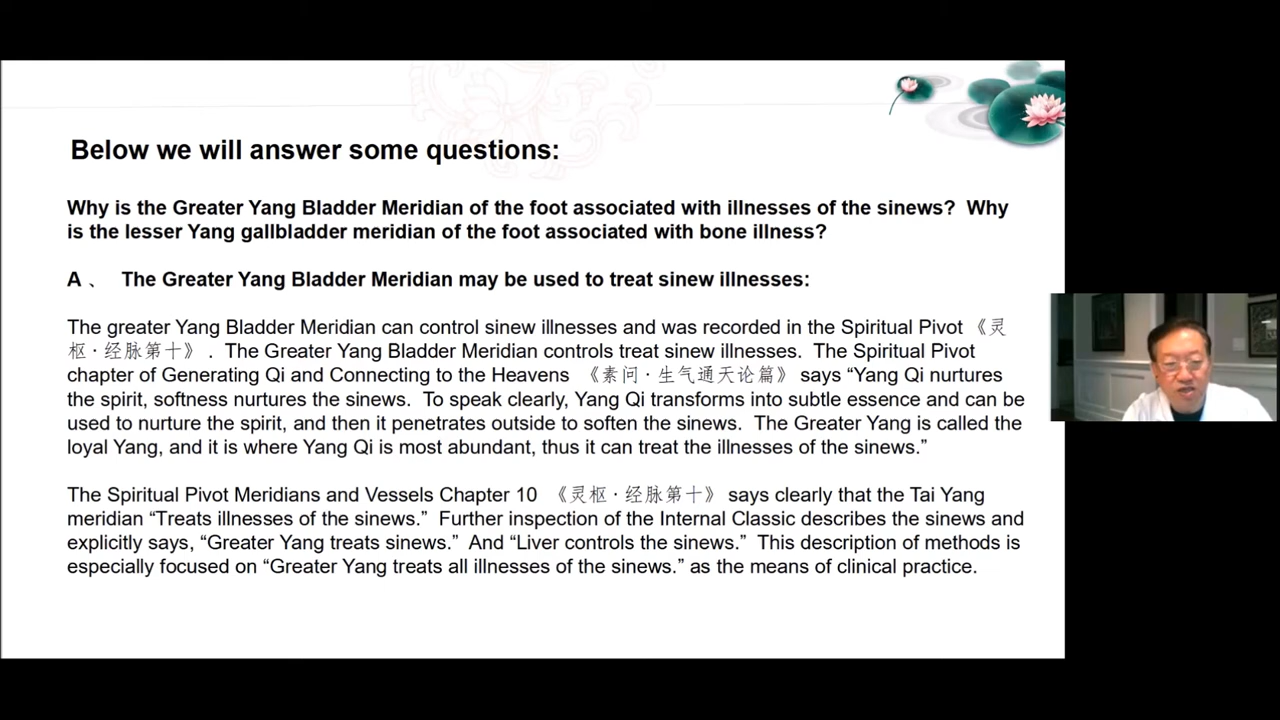 Below we will answer some questions:
Why is the Greater Yang Bladder Meridian of the foot associated with illnesses of the sinews? Why
is the lesser Yang gallbladder meridian of the foot associated with bone illness?
A 、 The Greater Yang Bladder Meridian may be used to treat sinew illnesses:
The greater Yang Bladder Meridian can control sinew illnesses and was recorded in the Spiritual Pivot 《灵
枢·经脉第十》 . The Greater Yang Bladder Meridian controls treat sinew illnesses. The Spiritual Pivot
chapter of Generating Qi and Connecting to the Heavens 《素问·生气通天论篇》 says “Yang Qi nurtures
the spirit, softness nurtures the sinews. To speak clearly, Yang Qi transforms into subtle essence and can be
used to nurture the spirit, and then it penetrates outside to soften the sinews. The Greater Yang is called the
loyal Yang, and it is where Yang Qi is most abundant, thus it can treat the illnesses of the sinews.”
The Spiritual Pivot Meridians and Vessels Chapter 10 《灵枢·经脉第十》 says clearly that the Tai Yang
meridian “Treats illnesses of the sinews.” Further inspection of the Internal Classic describes the sinews and
explicitly says, “Greater Yang treats sinews.” And “Liver controls the sinews.” This description of methods is
especially focused on “Greater Yang treats all illnesses of the sinews.” as the means of clinical practice.